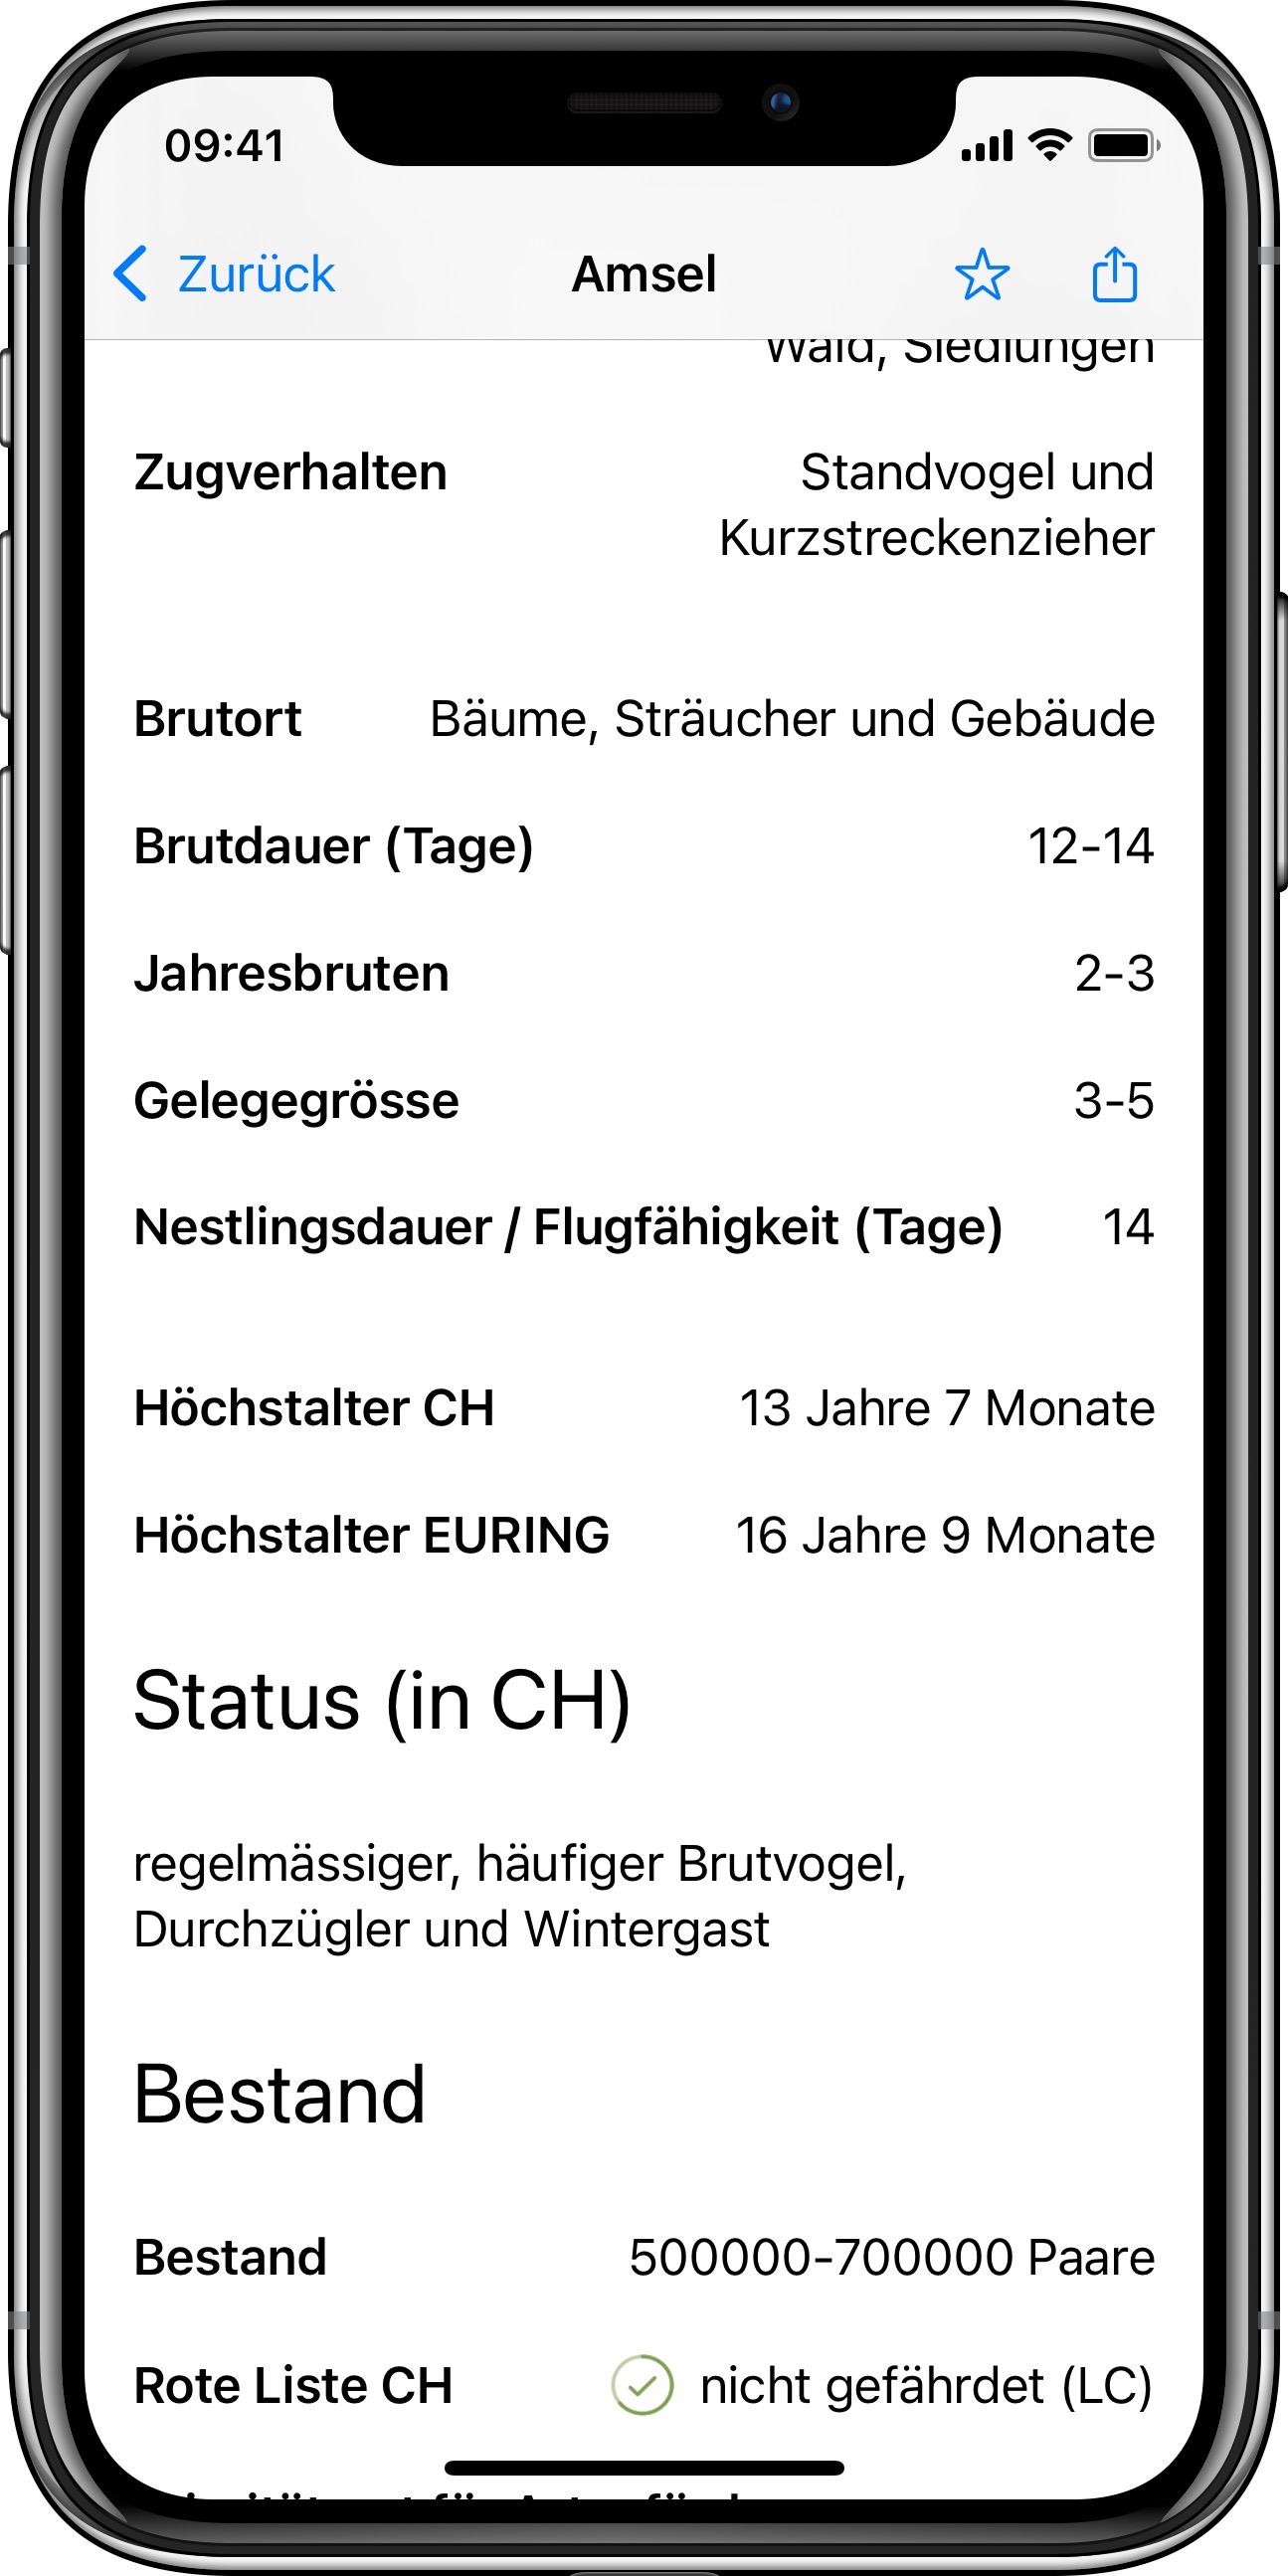 09:41
Zurück
Amsel
Wald, Siedlungen
Zugverhalten
Standvogel und
Kurzstreckenzieher
Brutort
Bäume, Sträucher und Gebäude
Brutdauer (Tage)
12-14
Jahresbruten
2-3
Gelegegrösse
3-5
Nestlingsdauer / Flugfähigkeit (Tage)
14
Höchstalter CH
13 Jahre 7 Monate
Höchstalter EURING
16 Jahre 9 Monate
Status (in CH)
regelmässiger, häufiger Brutvogel,
Durchzügler und Wintergast
Bestand
Bestand
500000-700000 Paare
Rote Liste CH
nicht gefährdet (LC)